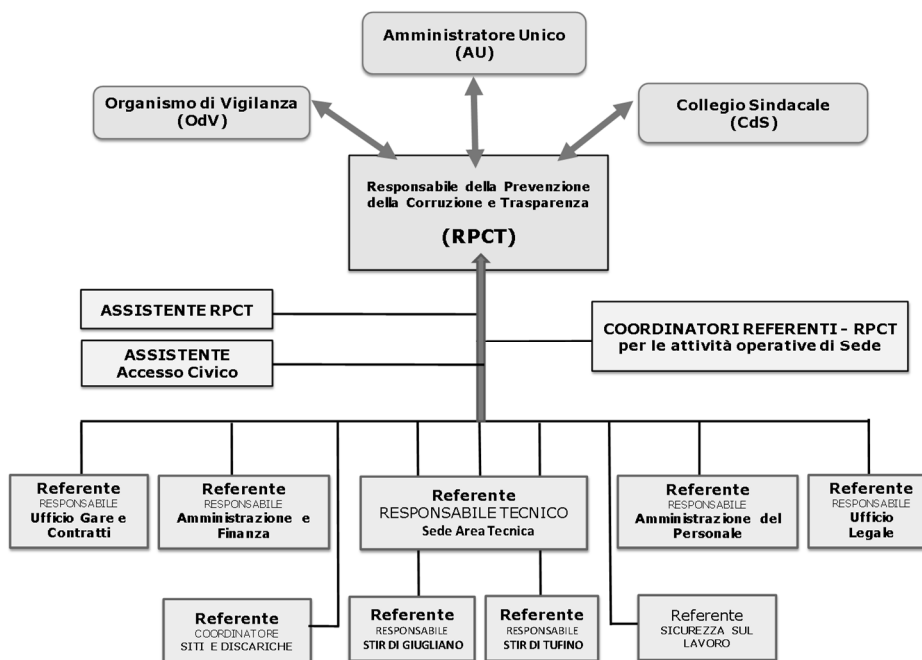 Amministratore Unico
(AU)
Organismo di Vigilanza
(OdV)
Collegio Sindacale
(CdS)
Responsabile della Prevenzione
della Corruzione e Trasparenza
(RPCT)
ASSISTENTE RPCT
COORDINATORI REFERENTI - RPCT
per le attività operative di Sede
ASSISTENTE
Accesso Civico
Referente
RESPONSABILE
Ufficio Gare e
Contratti
Referente
RESPONSABILE
Amministrazione e
Finanza
Referente
RESPONSABILE TECNICO
Sede Area Tecnica
Referente
RESPONSABILE
Amministrazione del
Personale
Referente
RESPONSABILE
Ufficio
Legale
Referente
COORDINATORE
SITI E DISCARICHE
Referente
RESPONSABILE
STIR DI GIUGLIANO
Referente
RESPONSABILE
STIR DI TUFINO
Referente
SICUREZZA SUL
LAVORO